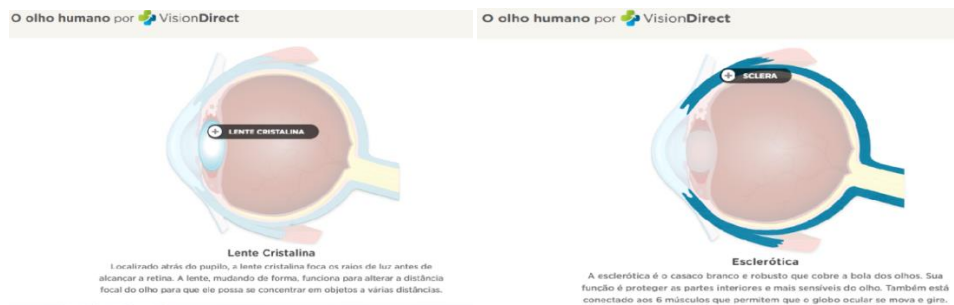 O olho humano por VisionDirect
LENTE CRISTALINA
Lente Cristalina
Localizado atrás do pupilo, a lente cristalina foca os raios de luz antes de
alcancar a retina. A lente, mudando de forma, funciona para alterar a distância
focal do olho para que ele possa se concentrar em objetos a várias distâncias.
O olho humano por VisionDirect
SCLERA
Esclerótica
A esclerótica é o casaco branco e robusto que cobre a bola dos olhos. Sua
função é proteger as partes interiores e mais sensíveis do olho. Também está
conectado aos 6 músculos que permitem que o globo ocular se mova e gire.